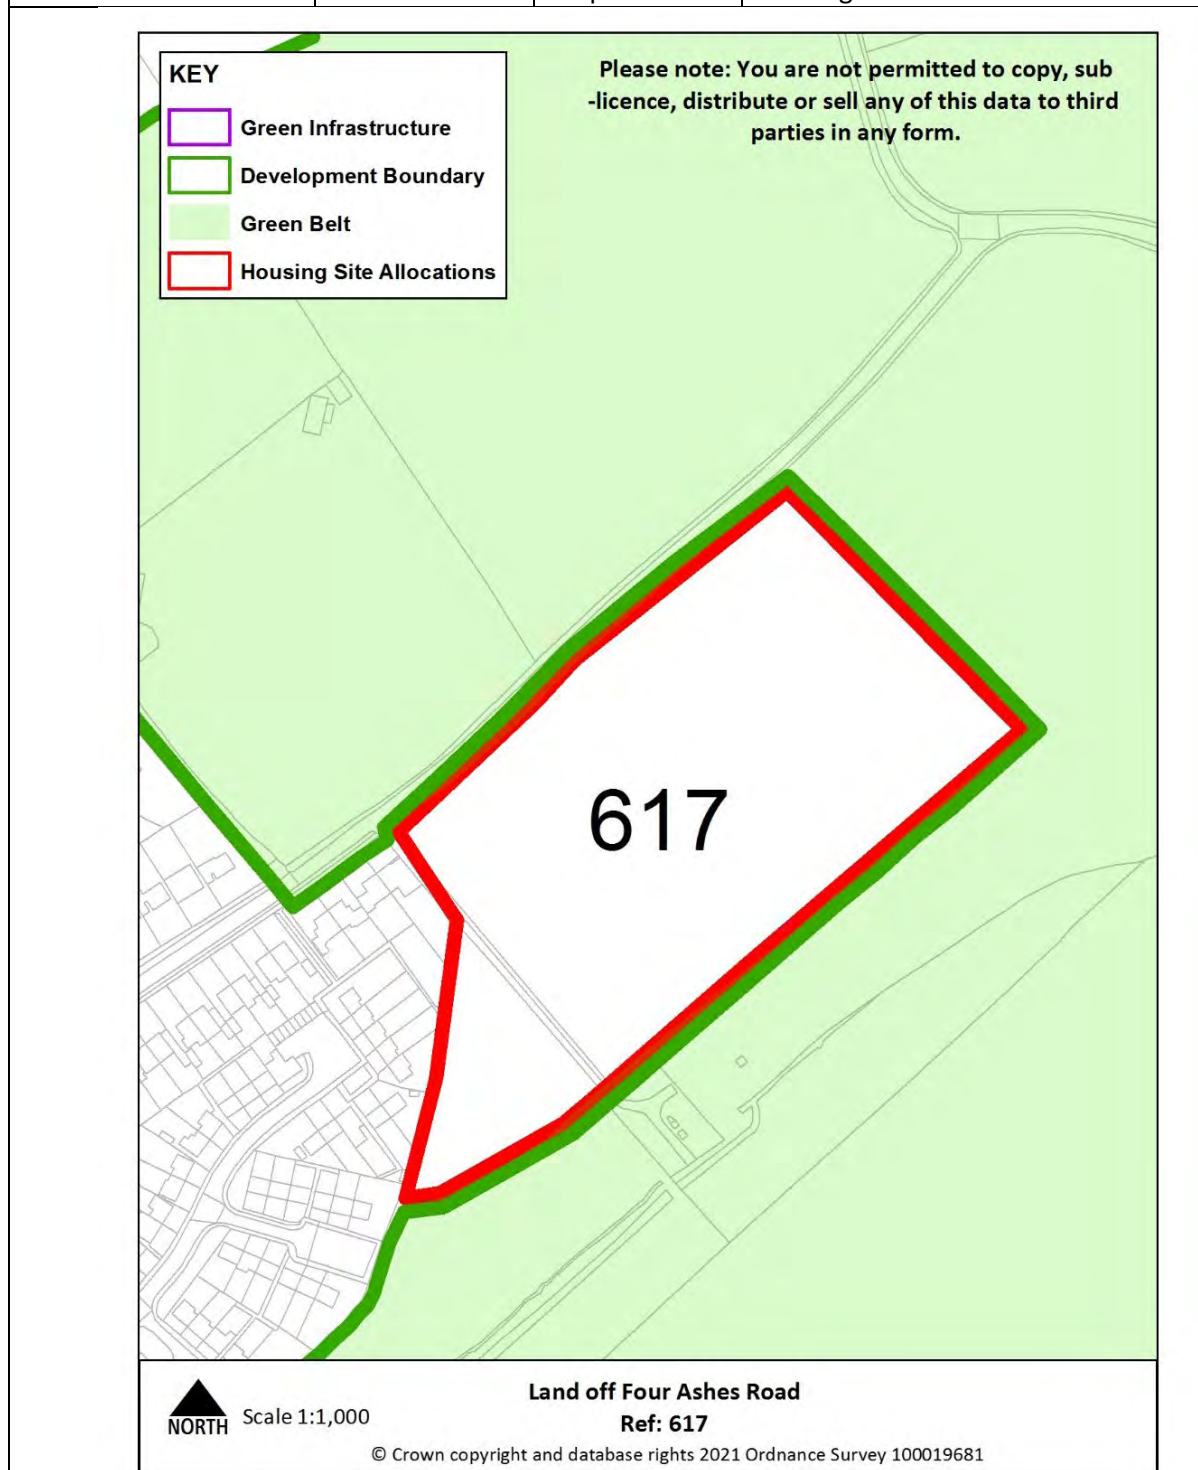 KEY
Green Infrastructure
Development Boundary
Green Belt
Housing Site Allocations
Please note: You are not permitted to copy, sub
-licence, distribute or sell any of this data to third
parties in any form.
617
NORTH
Scale 1:1,000
Land off Four Ashes Road
Ref: 617
© Crown copyright and database rights 2021 Ordnance Survey 100019681